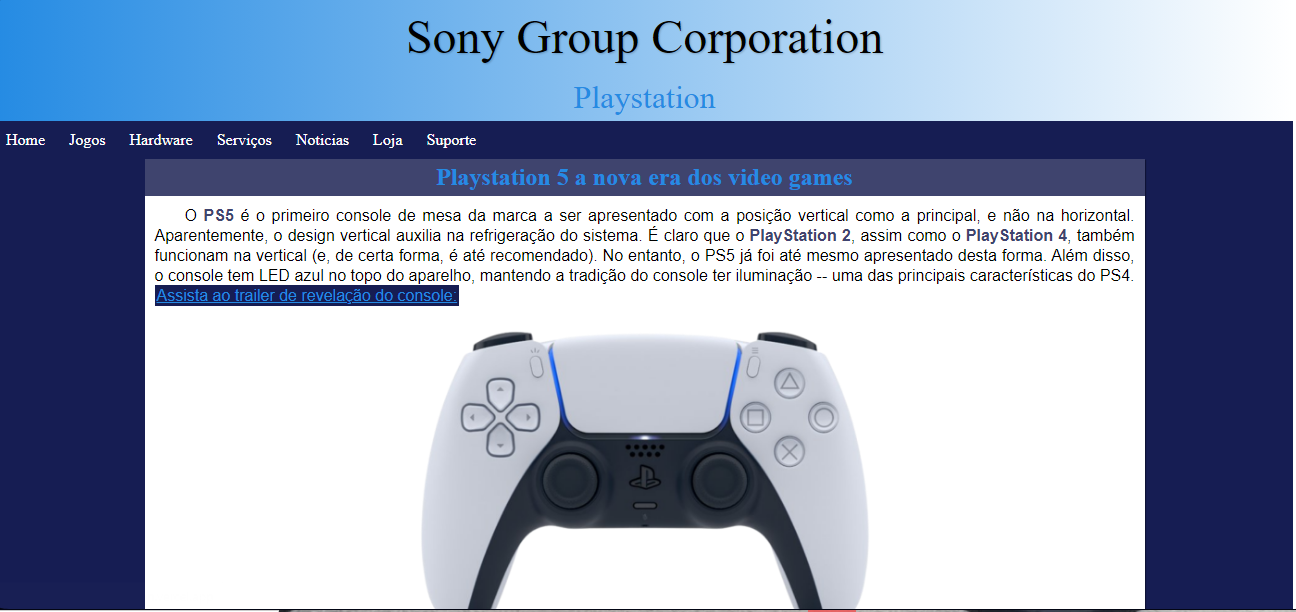 Sony Group Corporation
Playstation
Home Jogos Hardware Serviços Noticias Loja Suporte
Playstation 5 a nova era dos video games
O PS5 é o primeiro console de mesa da marca a ser apresentado com a posição vertical como a principal, e não na horizontal.
Aparentemente, o design vertical auxilia na refrigeração do sistema. É claro que o PlayStation 2, assim como o PlayStation 4, também
funcionam na vertical (e, de certa forma, é até recomendado). No entanto, o PS5 já foi até mesmo apresentado desta forma. Além disso,
o console tem LED azul no topo do aparelho, mantendo a tradição do console ter iluminação -- uma das principais características do PS4.
Assista ao trailer de revelação do console: